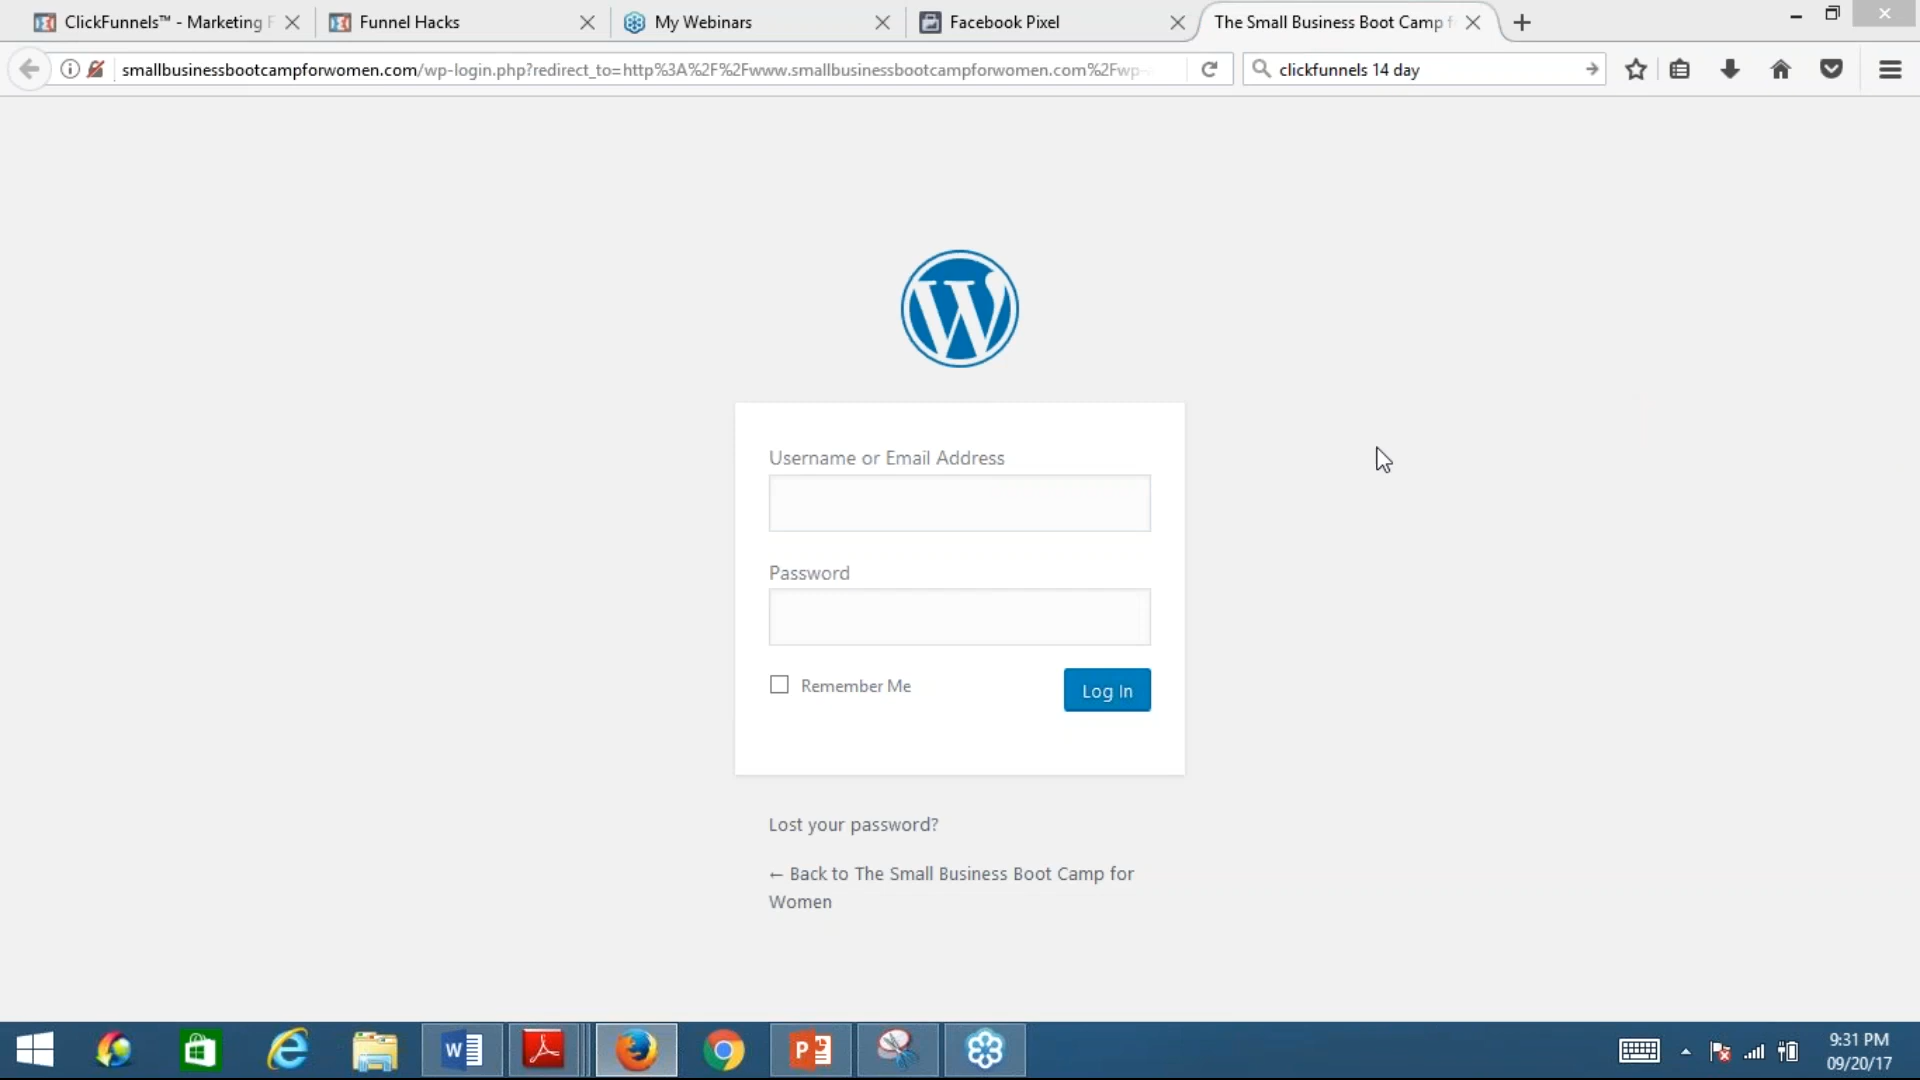 ClickFunnels™ - Marketing F
Funnel Hacks
My Webinars
Facebook Pixel
The Small Business Boot Camp f
smallbusinessbootcampforwomen.com/wp-login.php?redirect_to=http%3A%2F%2Fwww.smallbusinessbootcampforwomen.com%2Fwp-
clickfunnels 14 day
Username or Email Address
Password
Remember Me
Log In
Lost your password?
← Back to The Small Business Boot Camp for
Women
9:31 PM
09/20/17